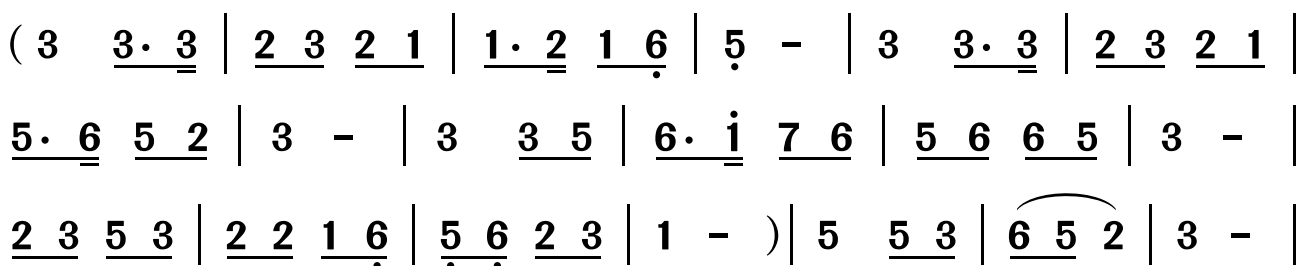 ( 3 3· 3 | 2 3 2 1 | 1· 2 1 6̣ | 5̣ - | 3 3· 3 | 2 3 2 1 |
5· 6 5 2 | 3 - | 3 3 5 | 6· 1̇ 7 6 | 5 6 6 5 | 3 - |
2 3 5 3 | 2 2 1 6̣ | 5̣ 6̣ 2 3 | 1 - ) | 5 5 3 | 6 5 2 | 3 - |